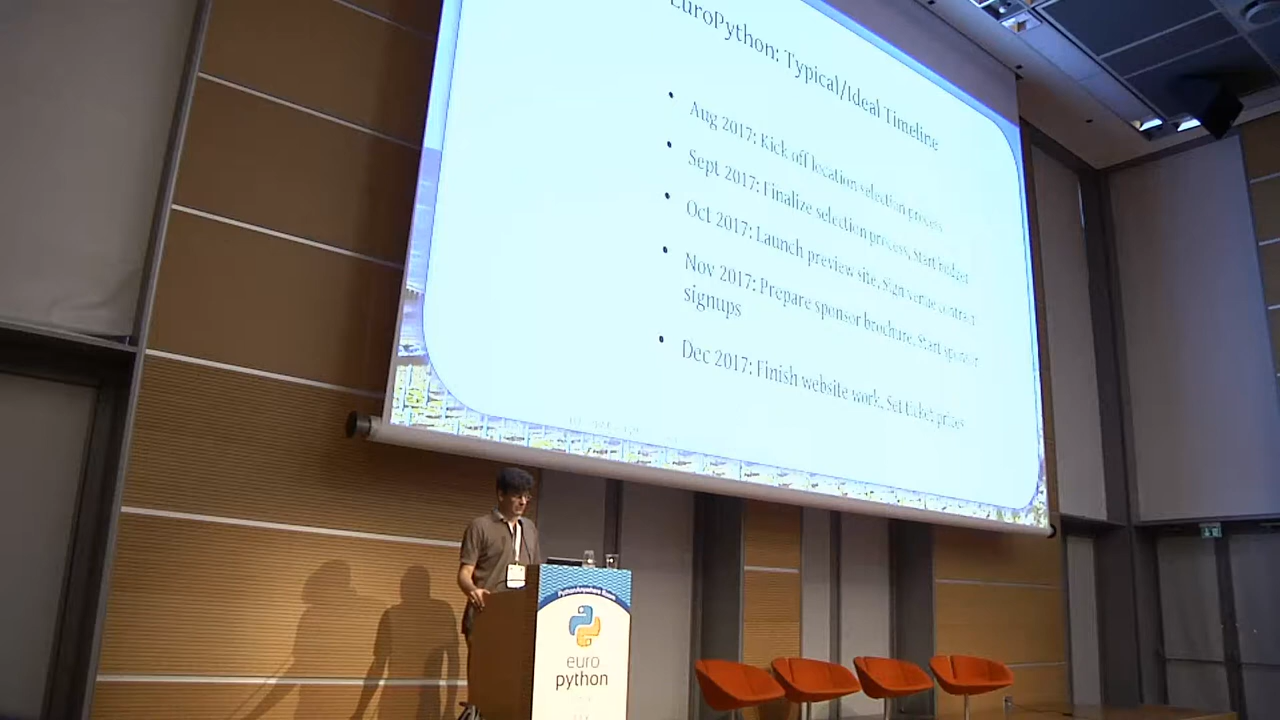 EuroPython: Typical/Ideal Timeline
• Aug 2017: Kick off location selection process
• Sept 2017: Finalize selection process, Start budget
• Oct 2017: Launch preview site, Sign venue contract
• Nov 2017: Prepare sponsor brochure, Start sponsor
signups
• Dec 2017: Finish website work, Set ticket prices
euro
python